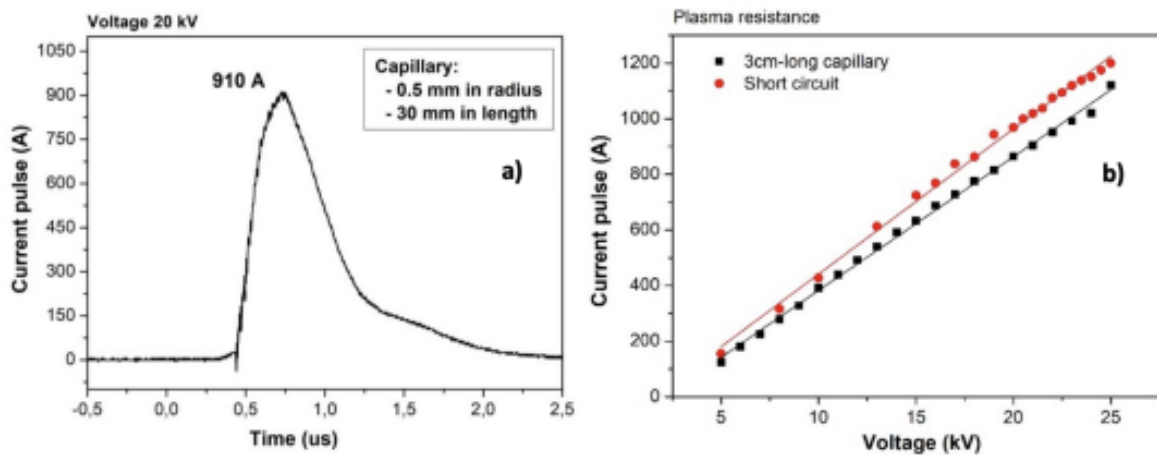 Voltage 20 kV
1050
900
750
600
450
300
150
0
Current pulse (A)
910 A
Capillary:
- 0.5 mm in radius
- 30 mm in length
a)
-0,5
0,0
0,5
1,0
1,5
2,0
2,5
Time (us)
Plasma resistance
1200
1000
800
600
400
200
0
Current pulse (A)
3cm-long capillary
Short circuit
b)
5
10
15
20
25
Voltage (kV)